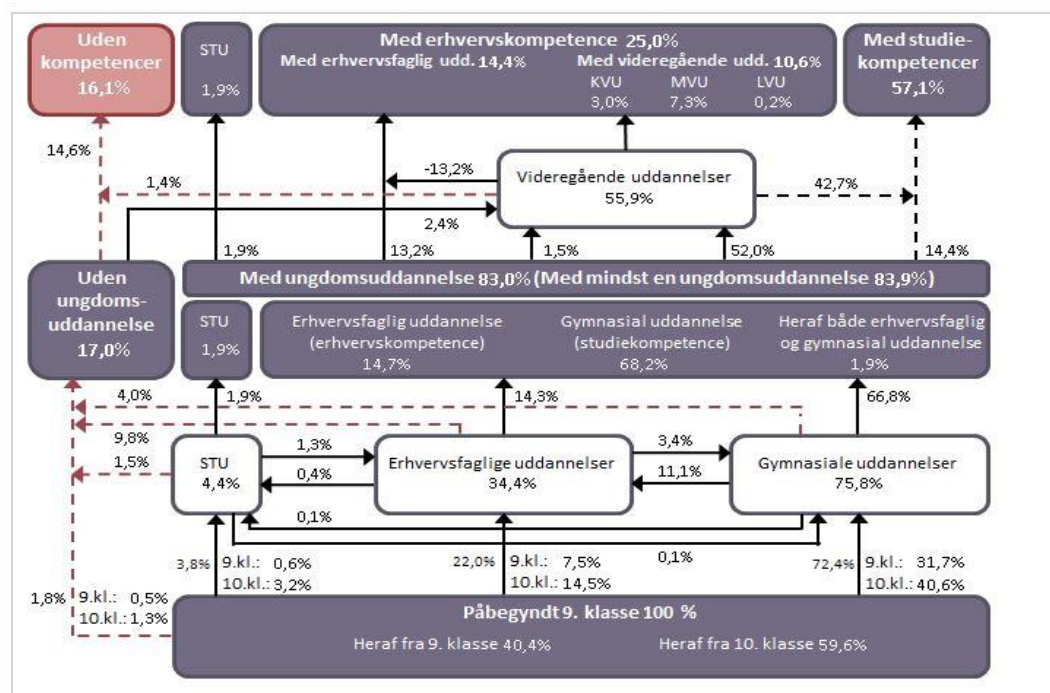 Uden
kompetencer
16,1%
STU
1,9%
Med erhvervskompetence 25,0%
Med erhvervsfaglig udd. 14,4%
Med videregående udd. 10,6%
KVU
MVU
LVU
3,0%
7,3%
0,2%
Med studie-
kompetencer
57,1%
14,6%
1,4%
-13,2%
Videregående uddannelser
55,9%
42,7%
2,4%
1,9%
13,2%
1,5%
52,0%
14,4%
Uden
ungdoms-
uddannelse
17,0%
Med ungdomsuddannelse 83,0% (Med mindst en ungdomsuddannelse 83,9%)
STU
1,9%
Erhvervsfaglig uddannelse
(erhvervskompetence)
14,7%
Gymnasial uddannelse
(studiekompetence)
68,2%
Heraf både erhvervsfaglig
og gymnasial uddannelse
1,9%
4,0%
1,9%
14,3%
66,8%
9,8%
1,5%
STU
4,4%
1,3%
0,4%
Erhvervsfaglige uddannelser
34,4%
3,4%
11,1%
Gymnasiale uddannelser
75,8%
0,1%
0,1%
3,8%
9.kl.: 0,6%
10.kl.: 3,2%
22,0%
9.kl.: 7,5%
10.kl.: 14,5%
72,4%
9.kl.: 31,7%
10.kl.: 40,6%
1,8%
9.kl.: 0,5%
10.kl.: 1,3%
Påbegyndt 9. klasse 100 %
Heraf fra 9. klasse 40,4%
Heraf fra 10. klasse 59,6%